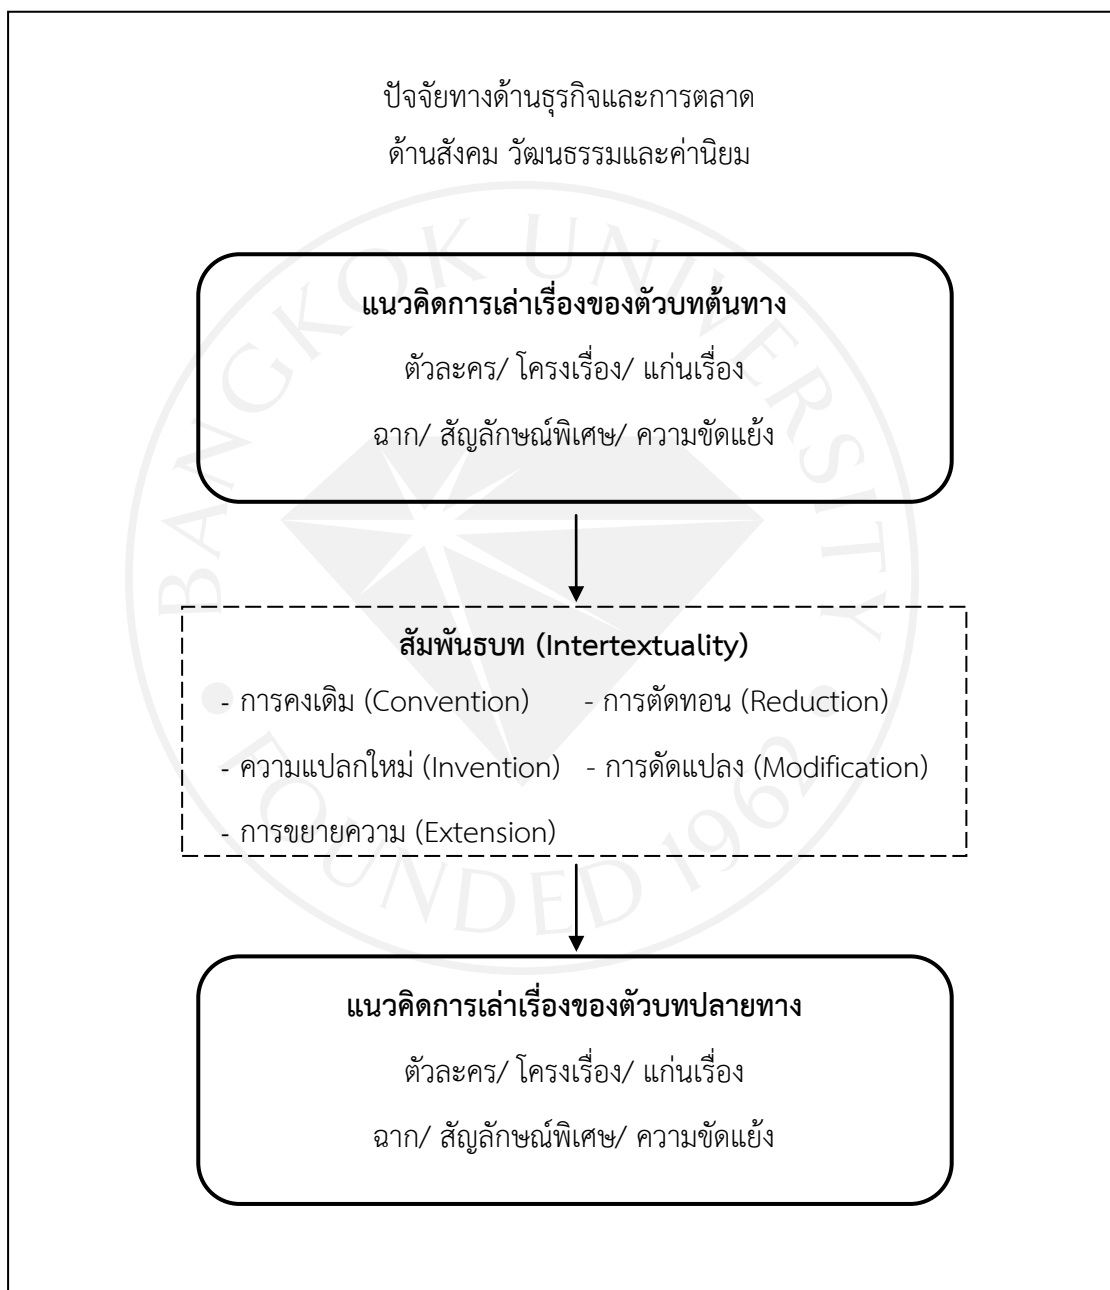 ปัจจัยทางด้านธุรกิจและการตลาด
ด้านสังคม วัฒนธรรมและค่านิยม
แนวคิดการเล่าเรื่องของตัวบทต้นทาง
ตัวละคร/ โครงเรื่อง/ แก่นเรื่อง
ฉาก/ สัญลักษณ์พิเศษ/ ความขัดแย้ง
สัมพันธบท (Intertextuality)
- การคงเดิม (Convention) - การตัดทอน (Reduction)
- ความแปลกใหม่ (Invention) - การดัดแปลง (Modification)
- การขยายความ (Extension)
แนวคิดการเล่าเรื่องของตัวบทปลายทาง
ตัวละคร/ โครงเรื่อง/ แก่นเรื่อง
ฉาก/ สัญลักษณ์พิเศษ/ ความขัดแย้ง
BANGKOK UNIVERSITY
FOUNDED 1962